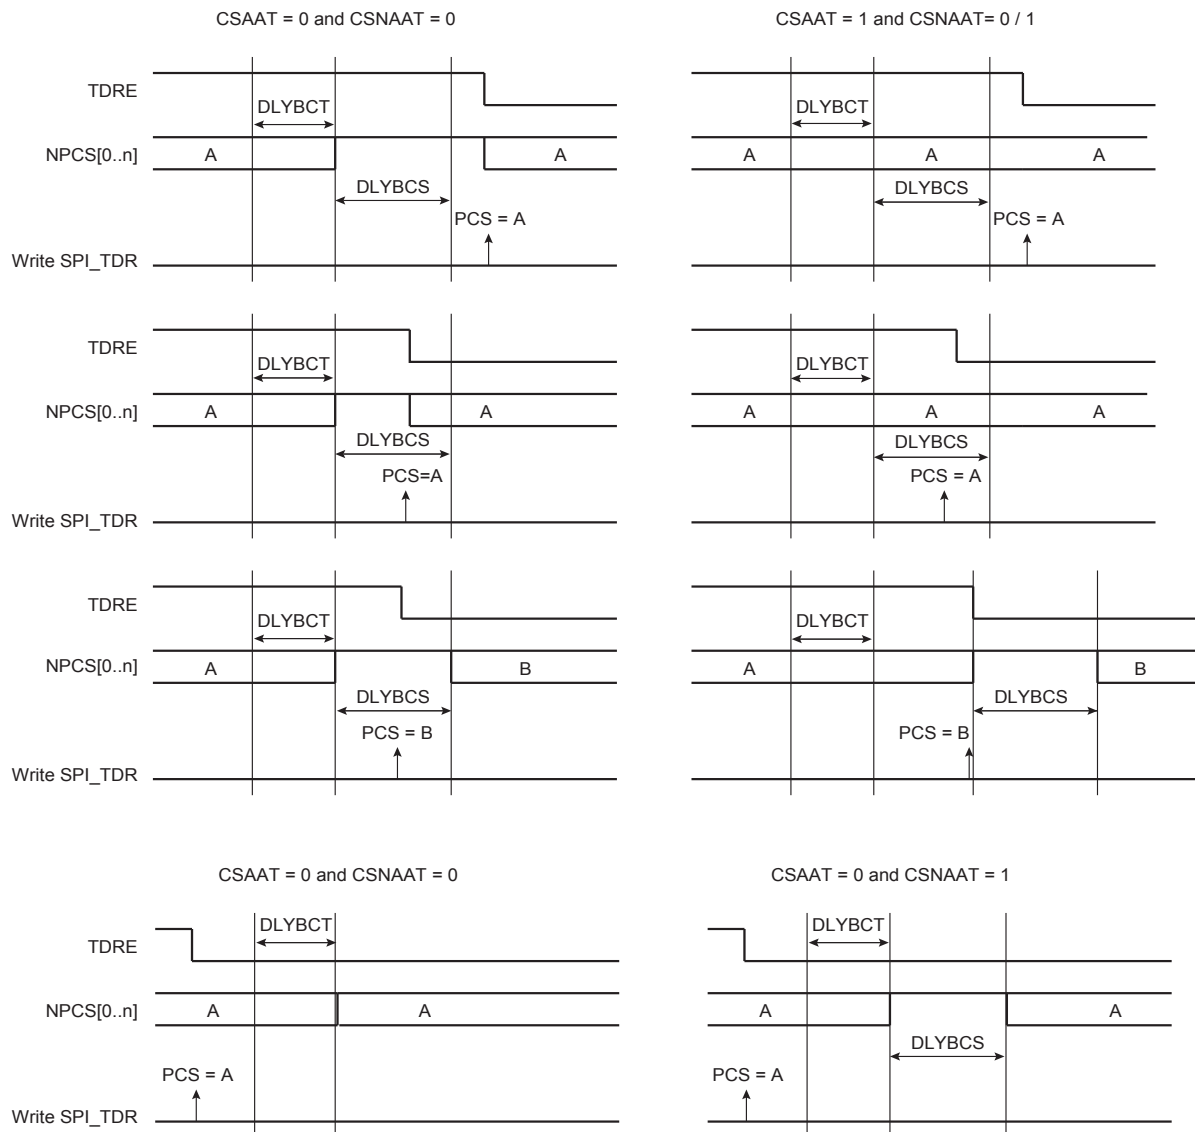 CSAAT = 0 and CSNAAT = 0
CSAAT = 1 and CSNAAT= 0 / 1
TDRE
DLYBCT
DLYBCT
NPCS[0..n]
A
A
A
A
A
DLYBCS
DLYBCS
PCS = A
PCS = A
Write SPI_TDR
TDRE
DLYBCT
DLYBCT
NPCS[0..n]
A
A
A
A
A
DLYBCS
DLYBCS
PCS=A
PCS = A
Write SPI_TDR
TDRE
DLYBCT
DLYBCT
NPCS[0..n]
A
B
A
B
DLYBCS
DLYBCS
PCS = B
PCS = B
Write SPI_TDR
CSAAT = 0 and CSNAAT = 0
CSAAT = 0 and CSNAAT = 1
DLYBCT
DLYBCT
TDRE
NPCS[0..n]
A
A
A
A
DLYBCS
PCS = A
PCS = A
Write SPI_TDR